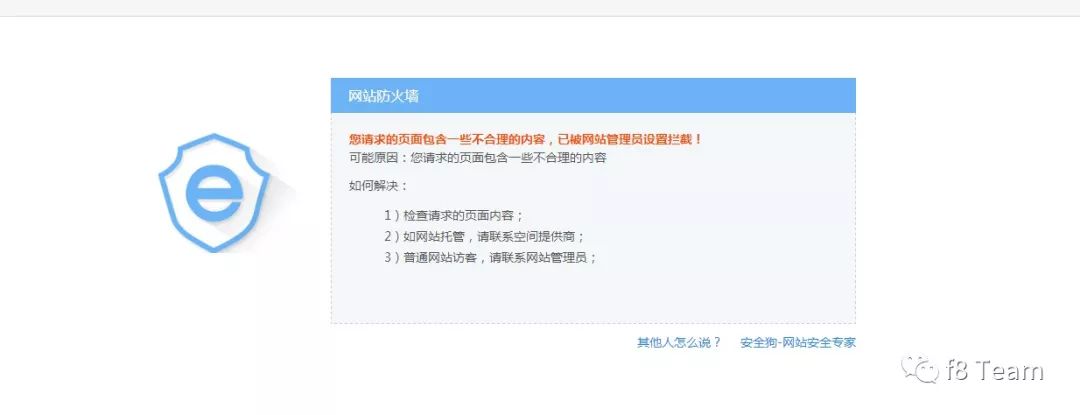 网站防火墙
您请求的页面包含一些不合理的内容，已被网站管理员设置拦截！
可能原因：您请求的页面包含一些不合理的内容
如何解决：
1）检查请求的页面内容；
2）如网站托管，请联系空间提供商；
3）普通网站访客，请联系网站管理员；
其他人怎么说？ 安全狗-网站安全专家
f8 Team